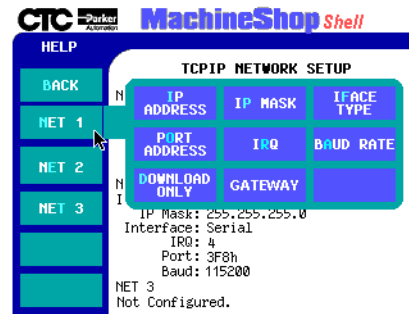 CTC Parker Automation MachineShop Shell
HELP
TCPIP NETWORK SETUP
BACK
NET 1
NET 2
NET 3
IP ADDRESS
IP MASK
IFACE TYPE
PORT ADDRESS
IRQ
BAUD RATE
DOWNLOAD ONLY
GATEWAY
IP Mask: 255.255.255.0
Interface: Serial
IRQ: 4
Port: 3F8h
Baud: 115200
NET 3
Not Configured.